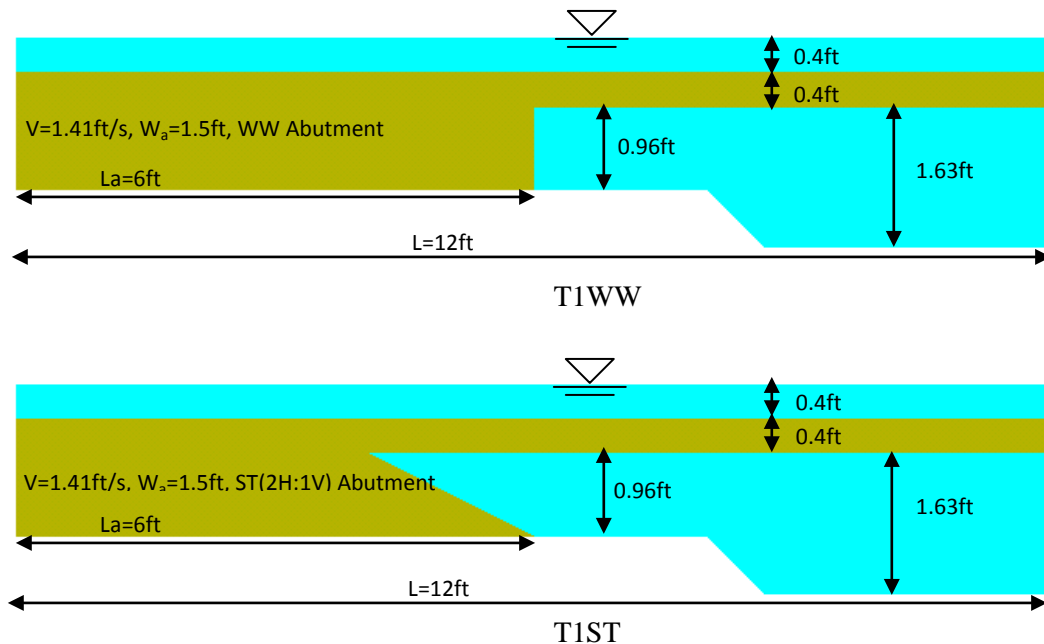 0.4ft
0.4ft
V=1.41ft/s, Wa=1.5ft, WW Abutment
0.96ft
1.63ft
La=6ft
L=12ft
T1WW
0.4ft
0.4ft
V=1.41ft/s, Wa=1.5ft, ST(2H:1V) Abutment
0.96ft
1.63ft
La=6ft
L=12ft
T1ST